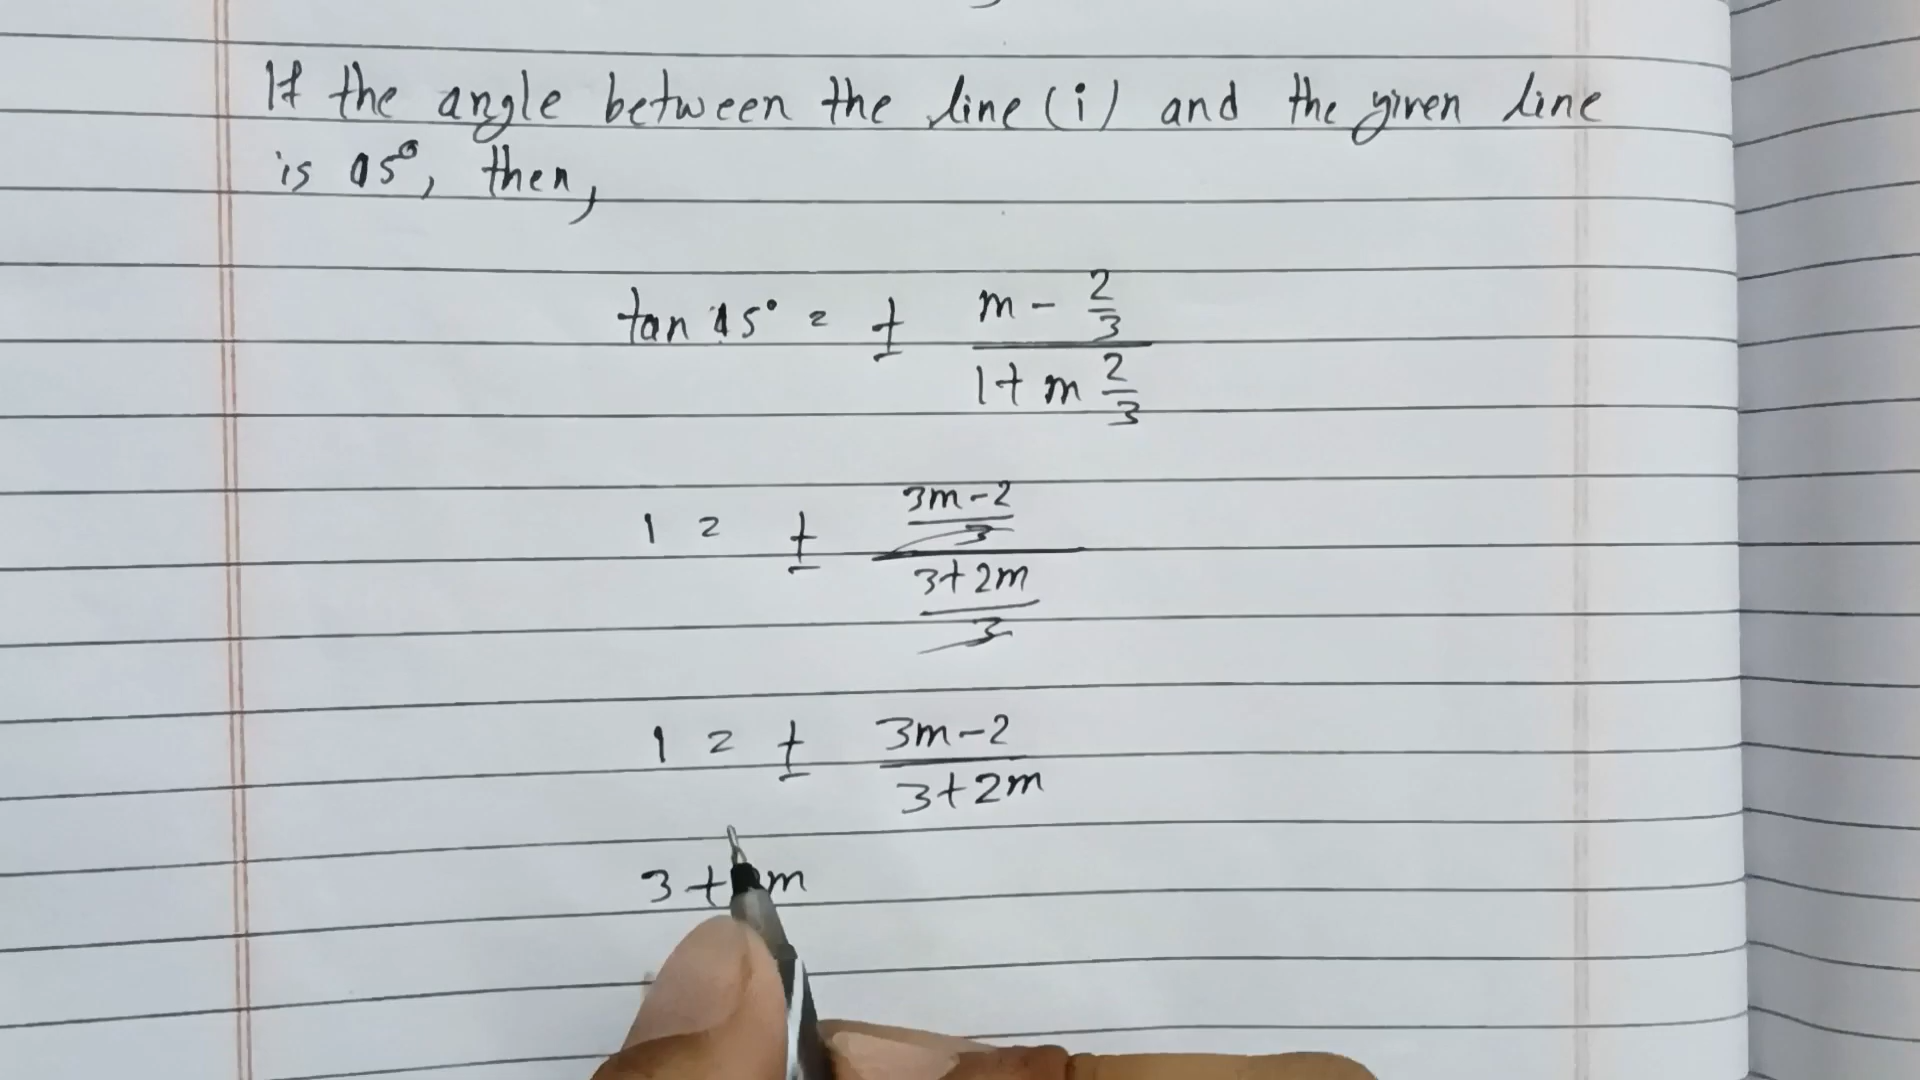 If the angle between the line (i) and the given line
is 45°, then,
tan 45° = ± (m - 2/3) / (1 + m 2/3)
1 = ± ((3m - 2)/3) / ((3 + 2m)/3)
1 = ± (3m - 2) / (3 + 2m)
3 + m